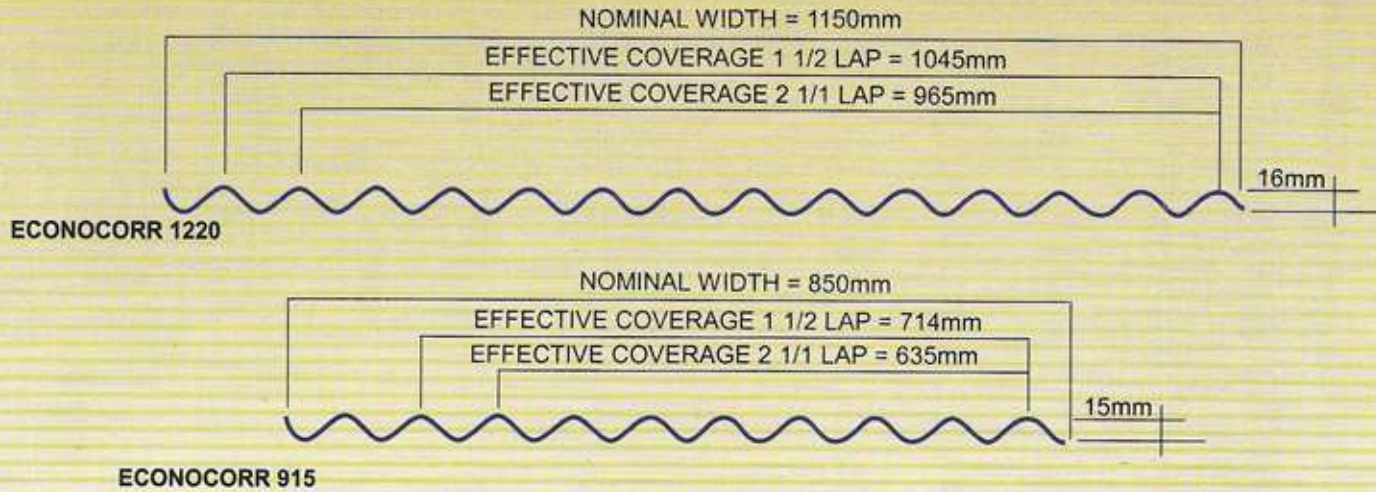 NOMINAL WIDTH = 1150mm
EFFECTIVE COVERAGE 1 1/2 LAP = 1045mm
EFFECTIVE COVERAGE 2 1/1 LAP = 965mm
16mm
ECONOCORR 1220
NOMINAL WIDTH = 850mm
EFFECTIVE COVERAGE 1 1/2 LAP = 714mm
EFFECTIVE COVERAGE 2 1/1 LAP = 635mm
15mm
ECONOCORR 915